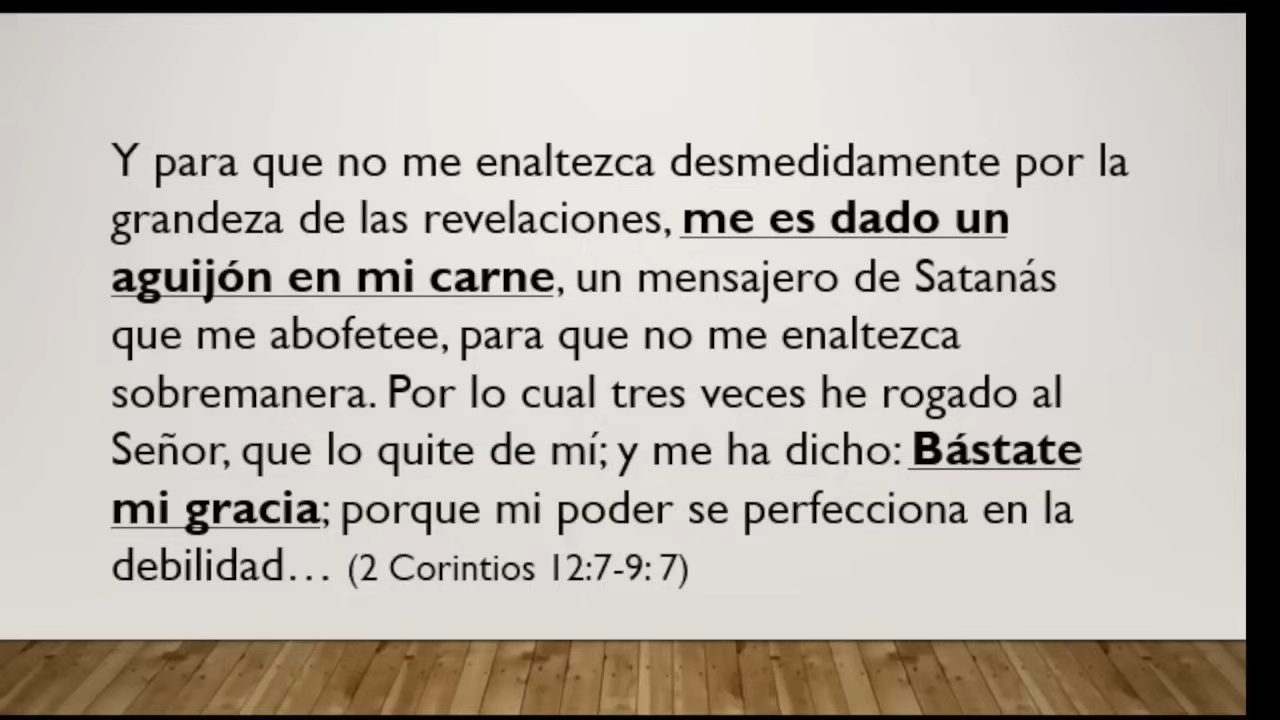 Y para que no me enaltezca desmedidamente por la
grandeza de las revelaciones, me es dado un
aguijón en mi carne, un mensajero de Satanás
que me abofetee, para que no me enaltezca
sobremanera. Por lo cual tres veces he rogado al
Señor, que lo quite de mí; y me ha dicho: Bástate
mi gracia; porque mi poder se perfecciona en la
debilidad... (2 Corintios 12:7-9: 7)